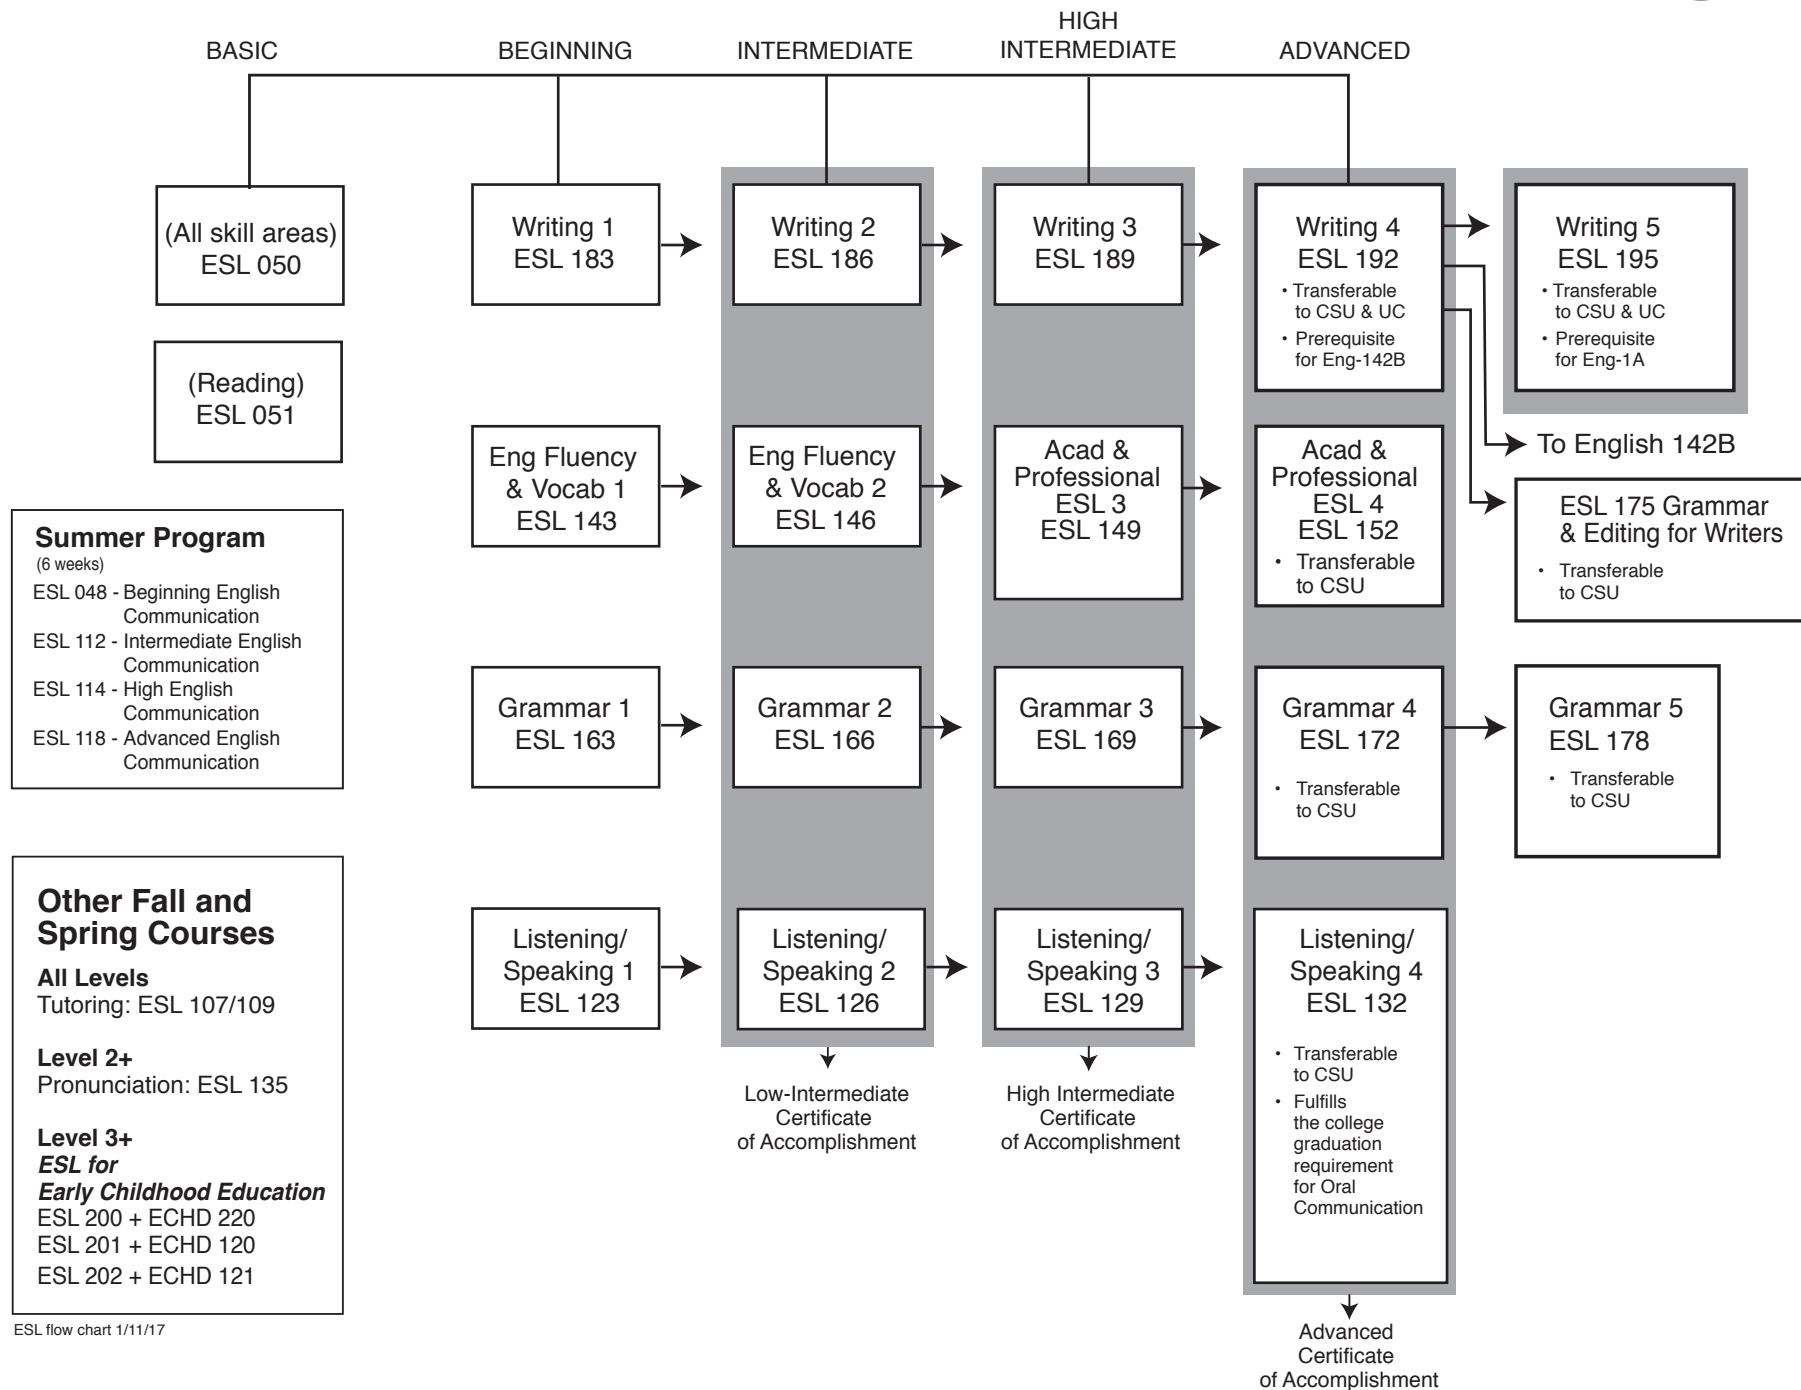 BASIC
BEGINNING
INTERMEDIATE
HIGH
INTERMEDIATE
ADVANCED
(All skill areas)
ESL 050
(Reading)
ESL 051
Writing 1
ESL 183
Writing 2
ESL 186
Writing 3
ESL 189
Writing 4
ESL 192
• Transferable
to CSU & UC
• Prerequisite
for Eng-142B
Writing 5
ESL 195
• Transferable
to CSU & UC
• Prerequisite
for Eng-1A
To English 142B
ESL 175 Grammar
& Editing for Writers
• Transferable
to CSU
Eng Fluency
& Vocab 1
ESL 143
Eng Fluency
& Vocab 2
ESL 146
Acad &
Professional
ESL 3
ESL 149
Acad &
Professional
ESL 4
ESL 152
• Transferable
to CSU
Grammar 1
ESL 163
Grammar 2
ESL 166
Grammar 3
ESL 169
Grammar 4
ESL 172
• Transferable
to CSU
Grammar 5
ESL 178
• Transferable
to CSU
Listening/
Speaking 1
ESL 123
Listening/
Speaking 2
ESL 126
Listening/
Speaking 3
ESL 129
Listening/
Speaking 4
ESL 132
• Transferable
to CSU
• Fulfills
the college
graduation
requirement
for Oral
Communication
Low-Intermediate
Certificate
of Accomplishment
High Intermediate
Certificate
of Accomplishment
Advanced
Certificate
of Accomplishment
Summer Program
(6 weeks)
ESL 048 - Beginning English
Communication
ESL 112 - Intermediate English
Communication
ESL 114 - High English
Communication
ESL 118 - Advanced English
Communication
Other Fall and
Spring Courses
All Levels
Tutoring: ESL 107/109
Level 2+
Pronunciation: ESL 135
Level 3+
ESL for
Early Childhood Education
ESL 200 + ECHD 220
ESL 201 + ECHD 120
ESL 202 + ECHD 121
ESL flow chart 1/11/17